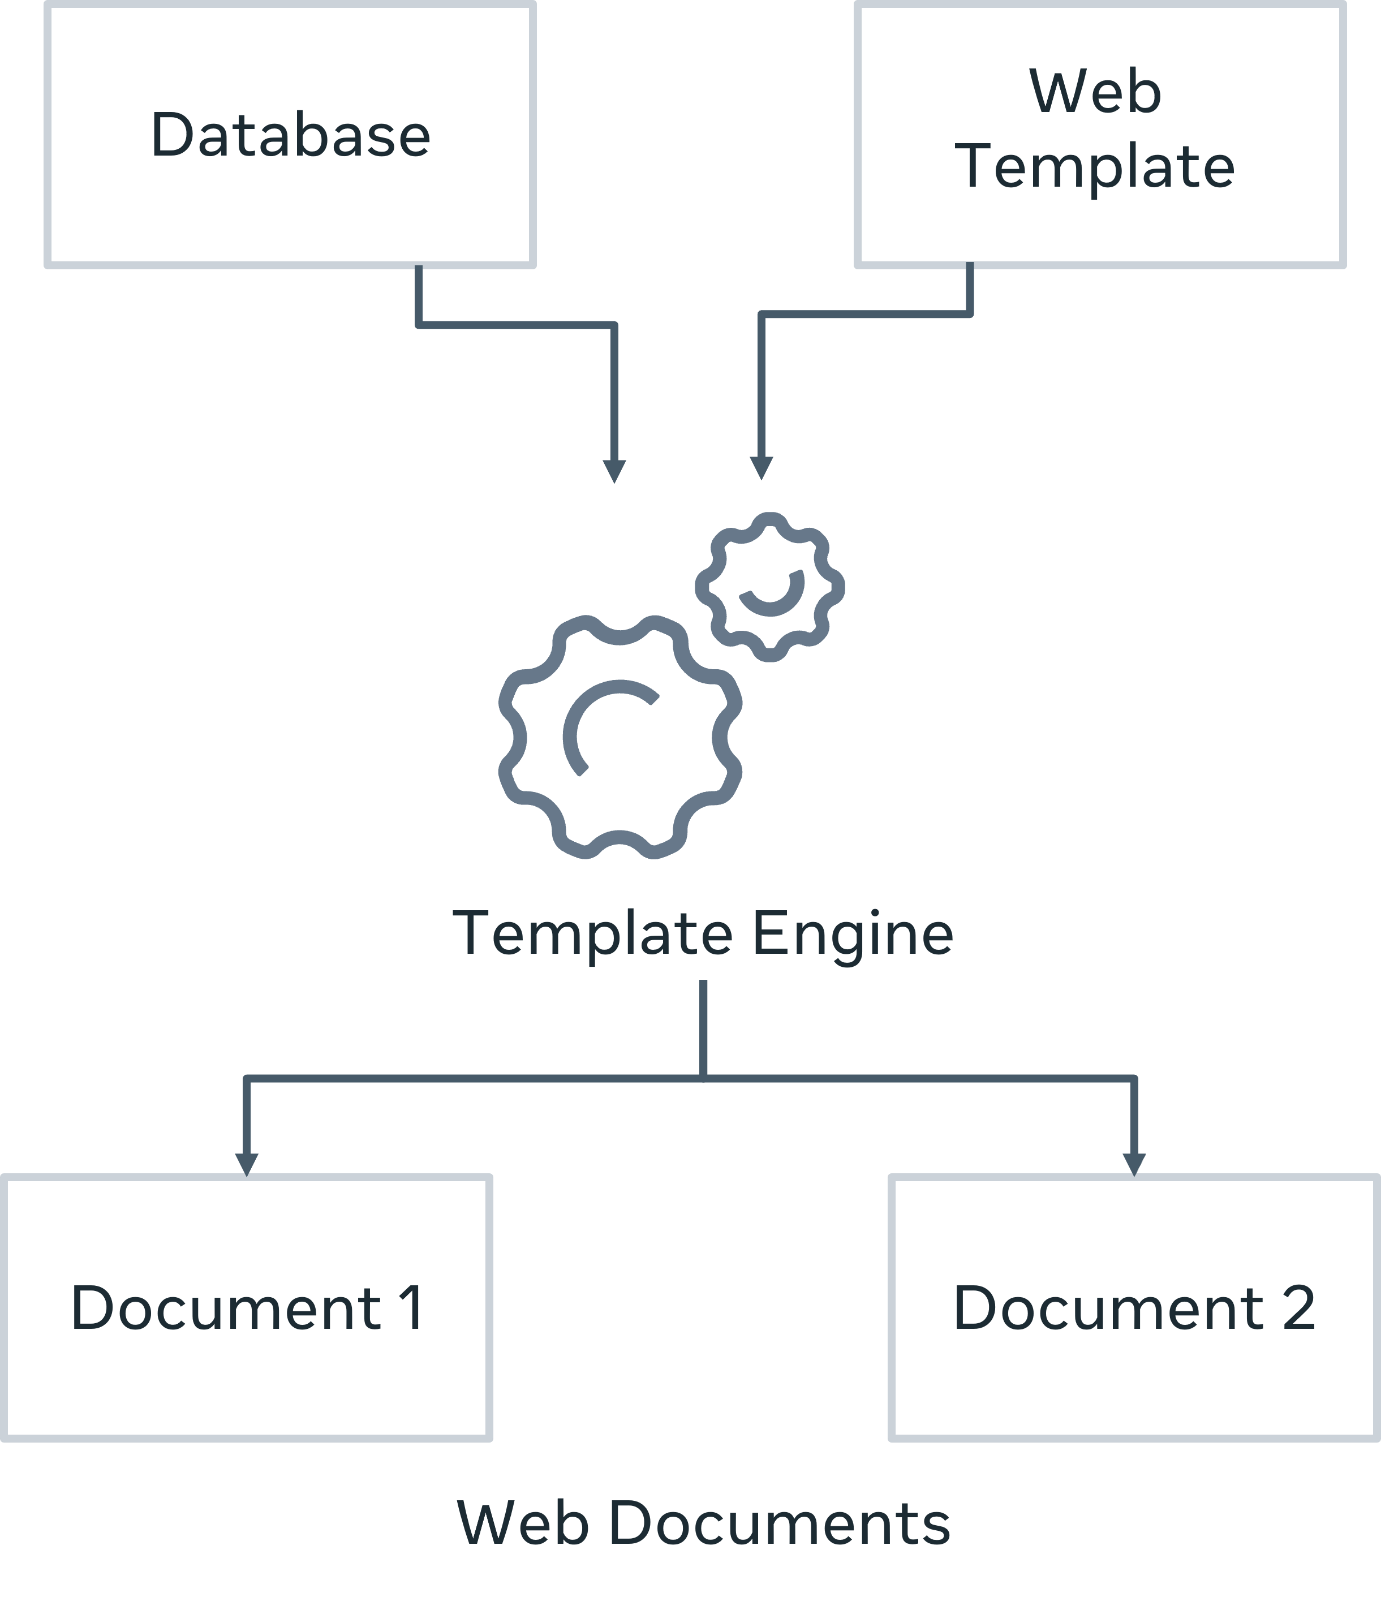 Database
Web
Template
Template Engine
Document 1
Document 2
Web Documents